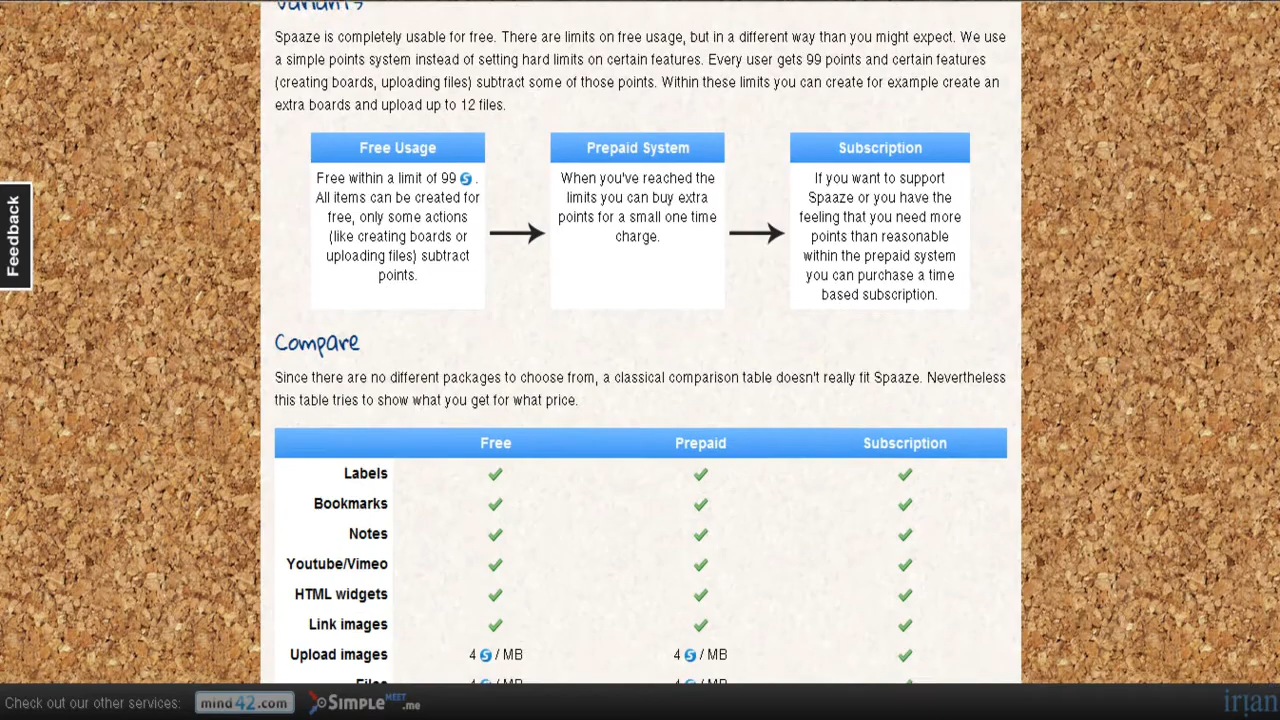 Variants
Spaaze is completely usable for free. There are limits on free usage, but in a different way than you might expect. We use
a simple points system instead of setting hard limits on certain features. Every user gets 99 points and certain features
(creating boards, uploading files) subtract some of those points. Within these limits you can create for example create an
extra boards and upload up to 12 files.
Free Usage
Free within a limit of 99 S .
All items can be created for
free, only some actions
(like creating boards or
uploading files) subtract
points.
Prepaid System
When you've reached the
limits you can buy extra
points for a small one time
charge.
Subscription
If you want to support
Spaaze or you have the
feeling that you need more
points than reasonable
within the prepaid system
you can purchase a time
based subscription.
Feedback
Compare
Since there are no different packages to choose from, a classical comparison table doesn't really fit Spaaze. Nevertheless
this table tries to show what you get for what price.
Free Prepaid Subscription
Labels
Bookmarks
Notes
Youtube/Vimeo
HTML widgets
Link images
Upload images 4 S / MB 4 S / MB
Files 4 S / MB 4 S / MB
Check out our other services: mind42.com SimpleMEET.me irian